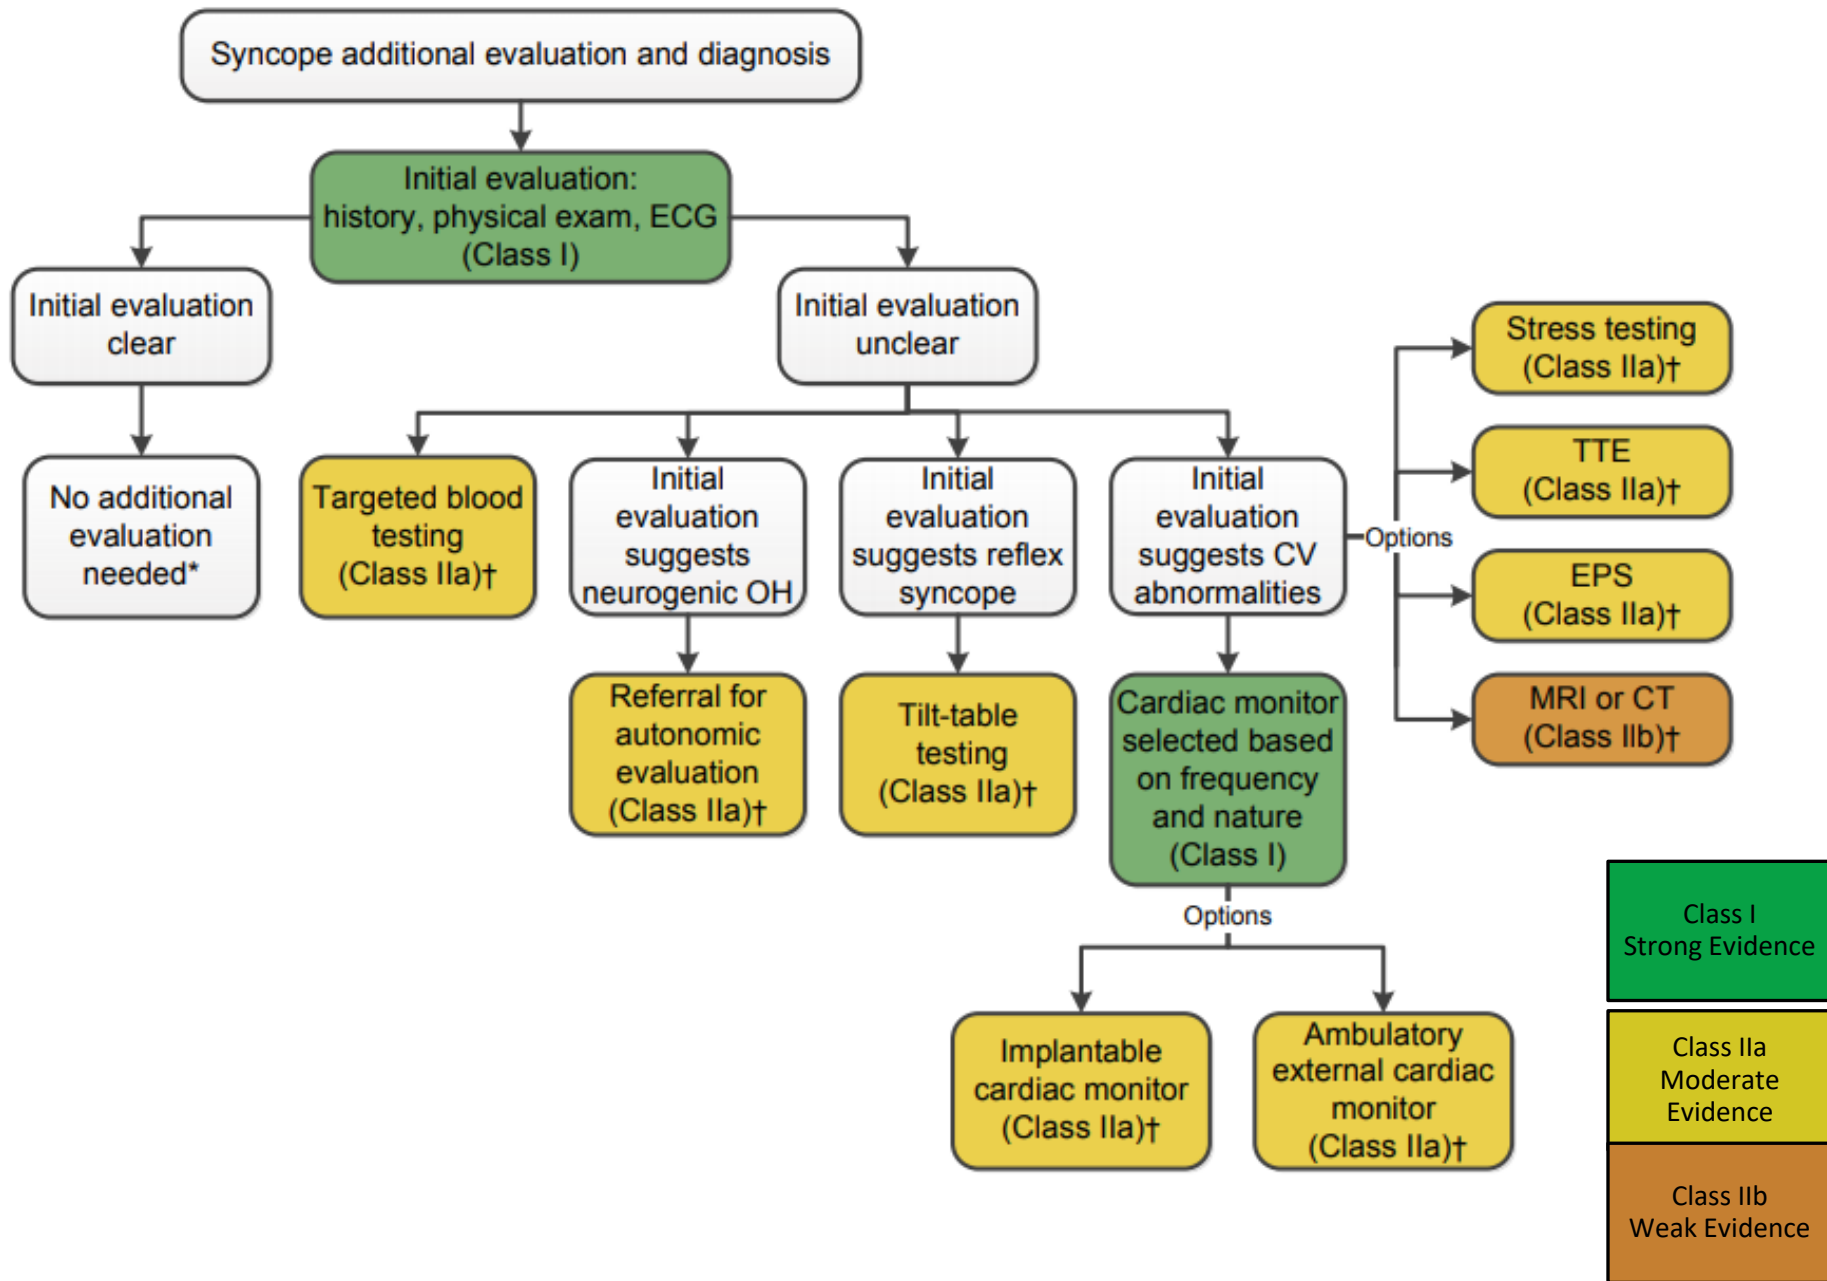 Syncope additional evaluation and diagnosis
Initial evaluation:
history, physical exam, ECG
(Class I)
Initial evaluation
clear
Initial evaluation
unclear
No additional
evaluation
needed*
Targeted blood
testing
(Class IIa)†
Initial
evaluation
suggests
neurogenic OH
Initial
evaluation
suggests reflex
syncope
Initial
evaluation
suggests CV
abnormalities
Options
Stress testing
(Class IIa)†
TTE
(Class IIa)†
EPS
(Class IIa)†
MRI or CT
(Class IIb)†
Referral for
autonomic
evaluation
(Class IIa)†
Tilt-table
testing
(Class IIa)†
Cardiac monitor
selected based
on frequency
and nature
(Class I)
Options
Implantable
cardiac monitor
(Class IIa)†
Ambulatory
external cardiac
monitor
(Class IIa)†
Class I
Strong Evidence
Class IIa
Moderate
Evidence
Class IIb
Weak Evidence